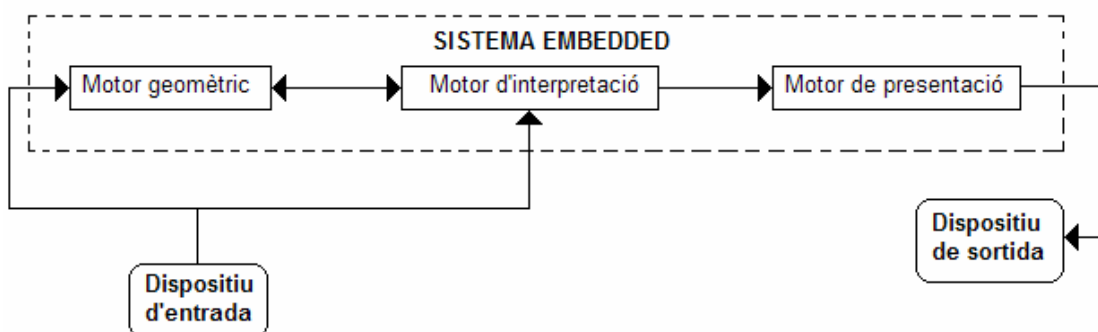 SISTEMA EMBEDDED
Motor geomètric
Motor d'interpretació
Motor de presentació
Dispositiu
de sortida
Dispositiu
d'entrada